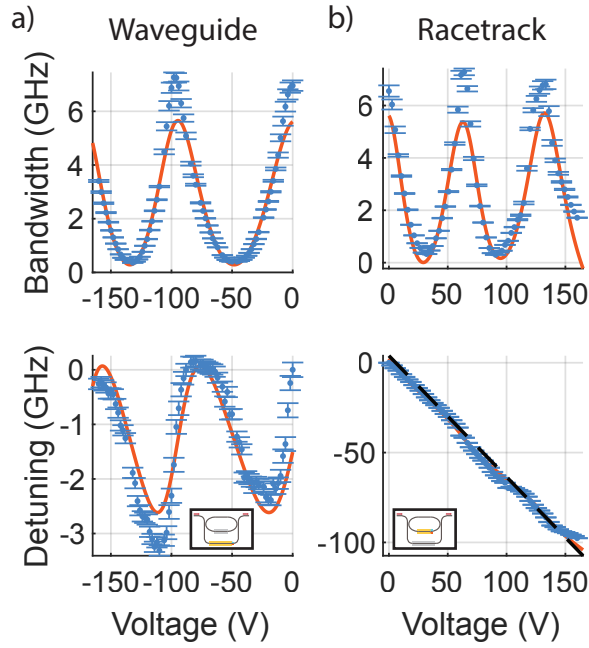 a) Waveguide
b) Racetrack
Bandwidth (GHz)
6
4
2
0
-150 -100 -50 0
6
4
2
0
0 50 100 150
Detuning (GHz)
0
-1
-2
-3
-150 -100 -50 0
Voltage (V)
0
-50
-100
0 50 100 150
Voltage (V)